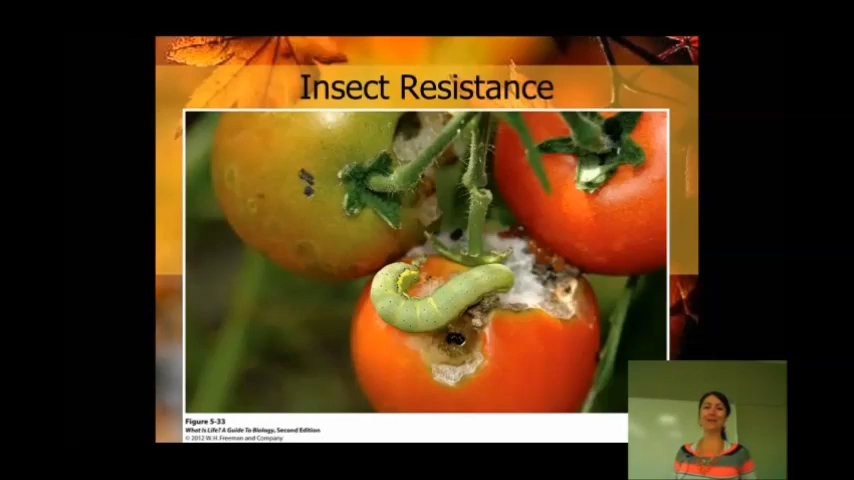 Insect Resistance
Figure 5-33
What Is Life? A Guide To Biology, Second Edition
© 2012 W. H. Freeman and Company